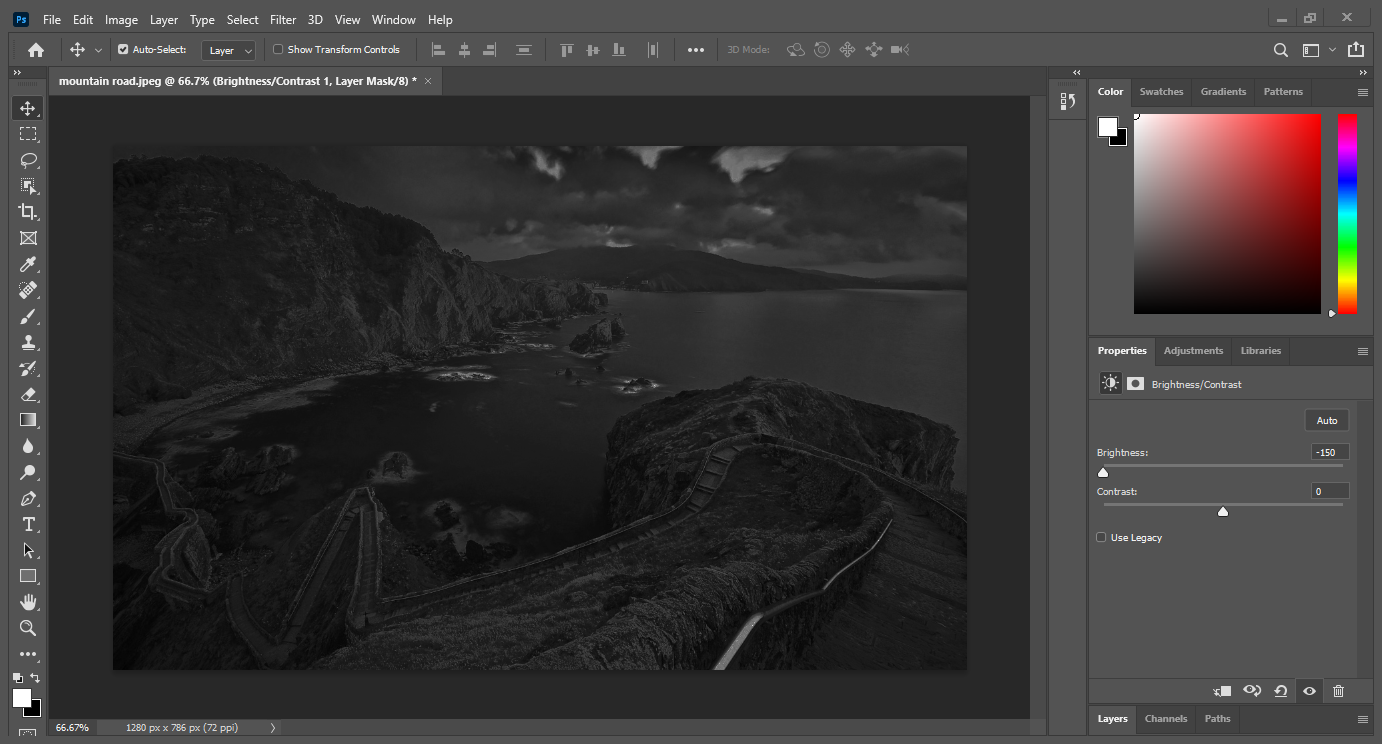 Ps File Edit Image Layer Type Select Filter 3D View Window Help
Auto-Select: Layer Show Transform Controls 3D Mode:
mountain road.jpeg @ 66.7% (Brightness/Contrast 1, Layer Mask/8) * ×
Color Swatches Gradients Patterns
Properties Adjustments Libraries
Brightness/Contrast
Auto
Brightness: -150
Contrast: 0
Use Legacy
T
Layers Channels Paths
66.67% 1280 px x 786 px (72 ppi)